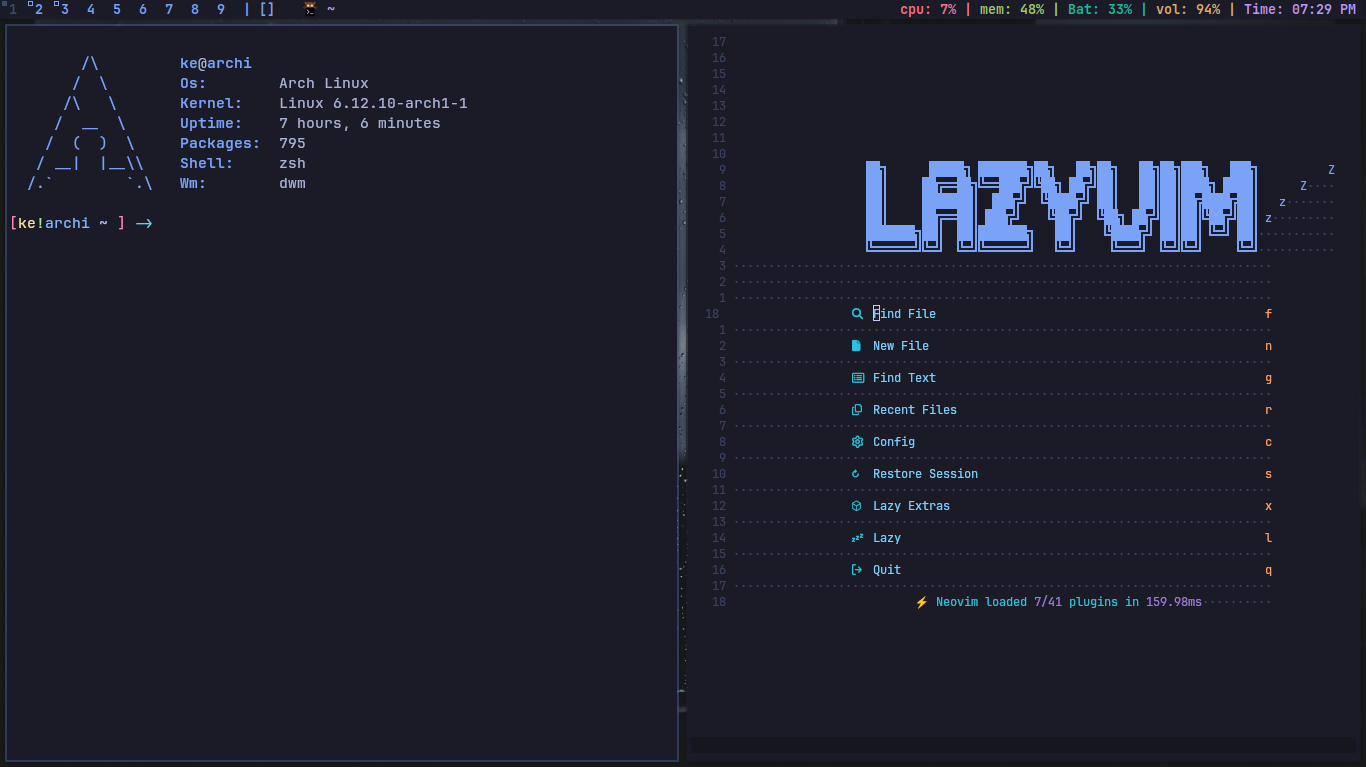 1 2 3 4 5 6 7 8 9 | [] ~ cpu: 7% | mem: 48% | Bat: 33% | vol: 94% | Time: 07:29 PM
ke@archi
Os: Arch Linux
Kernel: Linux 6.12.10-arch1-1
Uptime: 7 hours, 6 minutes
Packages: 795
Shell: zsh
Wm: dwm
[ke!archi ~ ] ->
17
16
15
14
13
12
11
10
9 Z
8 Z
7 z
6 z
5
4
LAZYVIM
3
2
1
18 Find File f
1
2 New File n
3
4 Find Text g
5
6 Recent Files r
7
8 Config c
9
10 Restore Session s
11
12 Lazy Extras x
13
14 Lazy l
15
16 Quit q
17
18 ⚡ Neovim loaded 7/41 plugins in 159.98ms